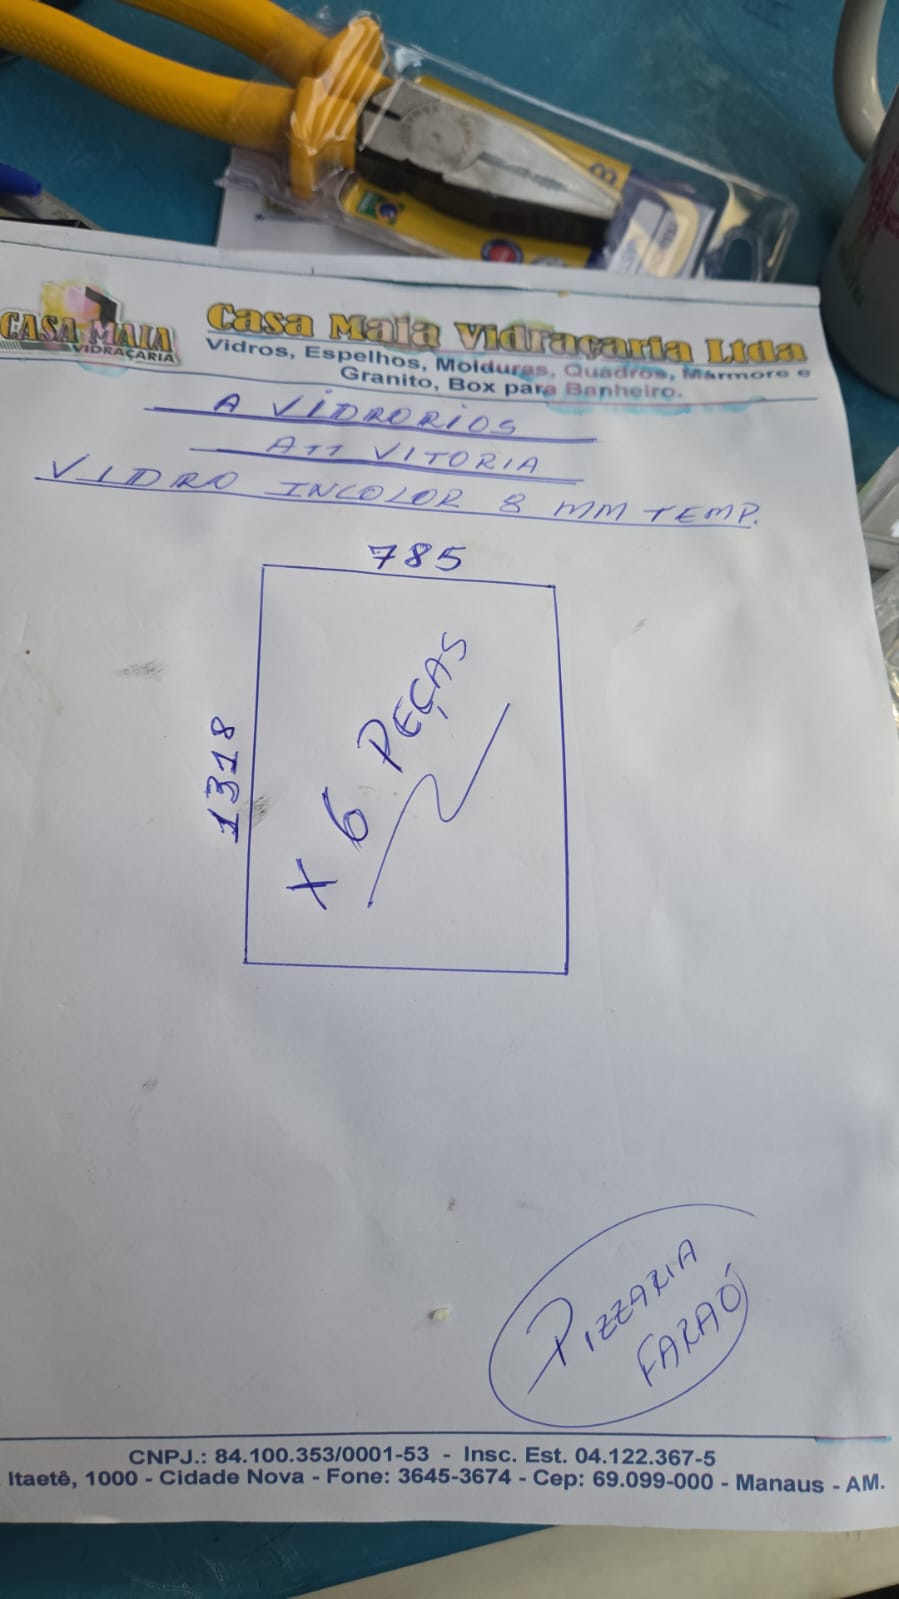 CASA MAIA
VIDRAÇARIA
Casa Maia Vidraçaria Ltda
Vidros, Espelhos, Molduras, Quadros, Mármore e
Granito, Box para Banheiro.
A VIDRORIOS
ATT VITORIA
VIDRO INCOLOR 8 MM TEMP.
785
1318
X 6 PEÇAS
PIZZARIA
FARAÓ
CNPJ.: 84.100.353/0001-53 - Insc. Est. 04.122.367-5
Itaetê, 1000 - Cidade Nova - Fone: 3645-3674 - Cep: 69.099-000 - Manaus - AM.